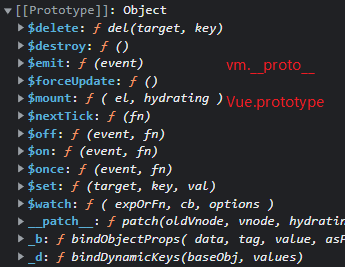 [[Prototype]]: Object
$delete: ƒ del(target, key)
$destroy: ƒ ()
$emit: ƒ (event)
vm.__proto__
$forceUpdate: ƒ ()
$mount: ƒ ( el, hydrating )
Vue.prototype
$nextTick: ƒ (fn)
$off: ƒ (event, fn)
$on: ƒ (event, fn)
$once: ƒ (event, fn)
$set: ƒ (target, key, val)
$watch: ƒ ( expOrFn, cb, options )
__patch__: ƒ patch(oldVnode, vnode, hydratin
_b: ƒ bindObjectProps( data, tag, value, asP
_d: ƒ bindDynamicKeys(baseObj, values)